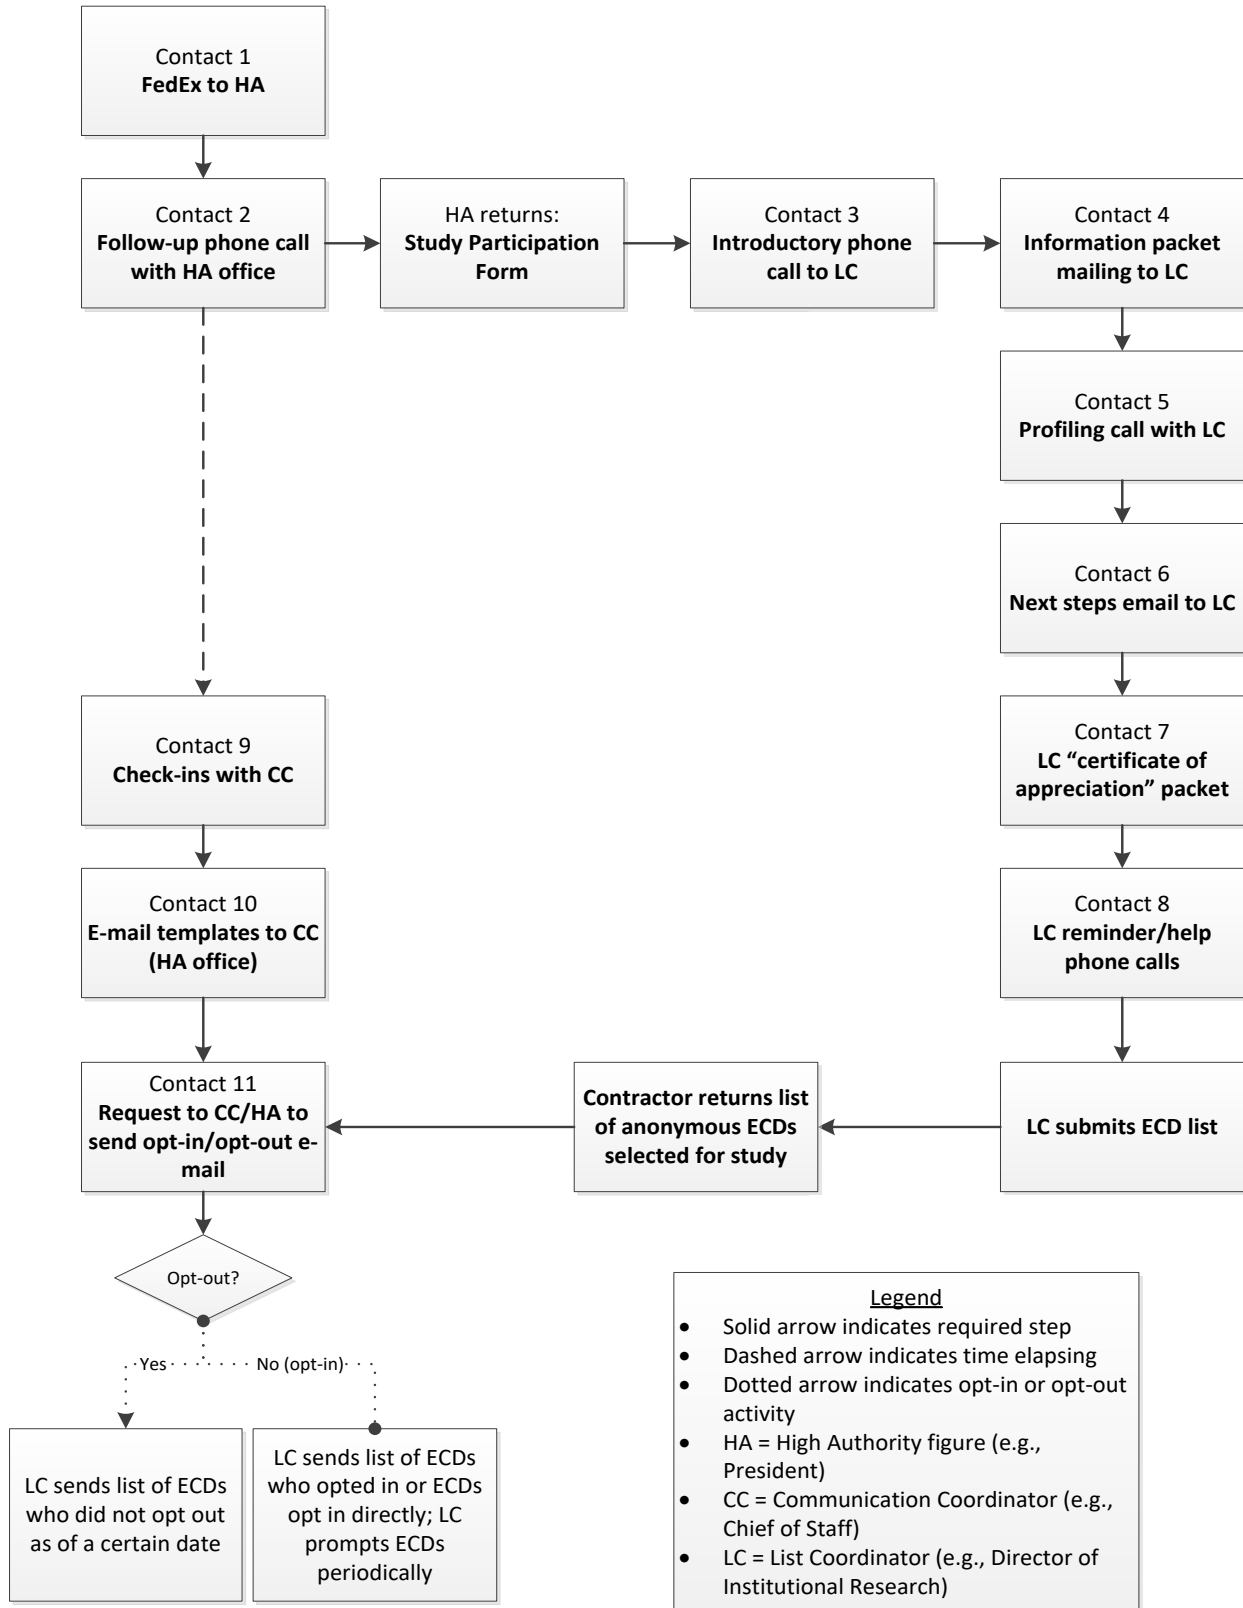 Contact 1
FedEx to HA
Contact 2
Follow-up phone call
with HA office
HA returns:
Study Participation
Form
Contact 3
Introductory phone
call to LC
Contact 4
Information packet
mailing to LC
Contact 5
Profiling call with LC
Contact 6
Next steps email to LC
Contact 7
LC “certificate of
appreciation” packet
Contact 8
LC reminder/help
phone calls
LC submits ECD list
Contractor returns list
of anonymous ECDs
selected for study
Contact 9
Check-ins with CC
Contact 10
E-mail templates to CC
(HA office)
Contact 11
Request to CC/HA to
send opt-in/opt-out e-
mail
Opt-out?
Yes
No (opt-in)
LC sends list of ECDs
who did not opt out
as of a certain date
LC sends list of ECDs
who opted in or ECDs
opt in directly; LC
prompts ECDs
periodically
Legend
• Solid arrow indicates required step
• Dashed arrow indicates time elapsing
• Dotted arrow indicates opt-in or opt-out
activity
• HA = High Authority figure (e.g.,
President)
• CC = Communication Coordinator (e.g.,
Chief of Staff)
• LC = List Coordinator (e.g., Director of
Institutional Research)